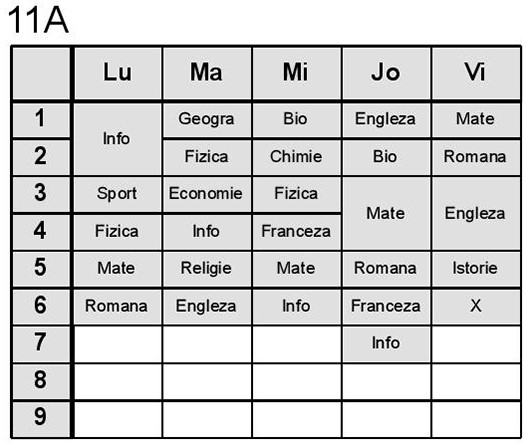 11A
Lu Ma Mi Jo Vi
1 Info Geogra Bio Engleza Mate
2 Fizica Chimie Bio Romana
3 Sport Economie Fizica Mate Engleza
4 Fizica Info Franceza
5 Mate Religie Mate Romana Istorie
6 Romana Engleza Info Franceza X
7 Info
8
9